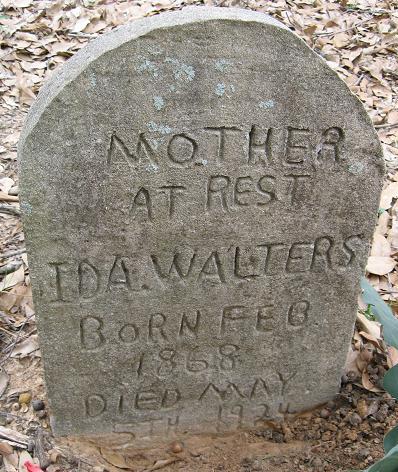 MOTHER
AT REST
IDA. WALTERS
BORN FEB
1868
DIED MAY
5TH. 1924